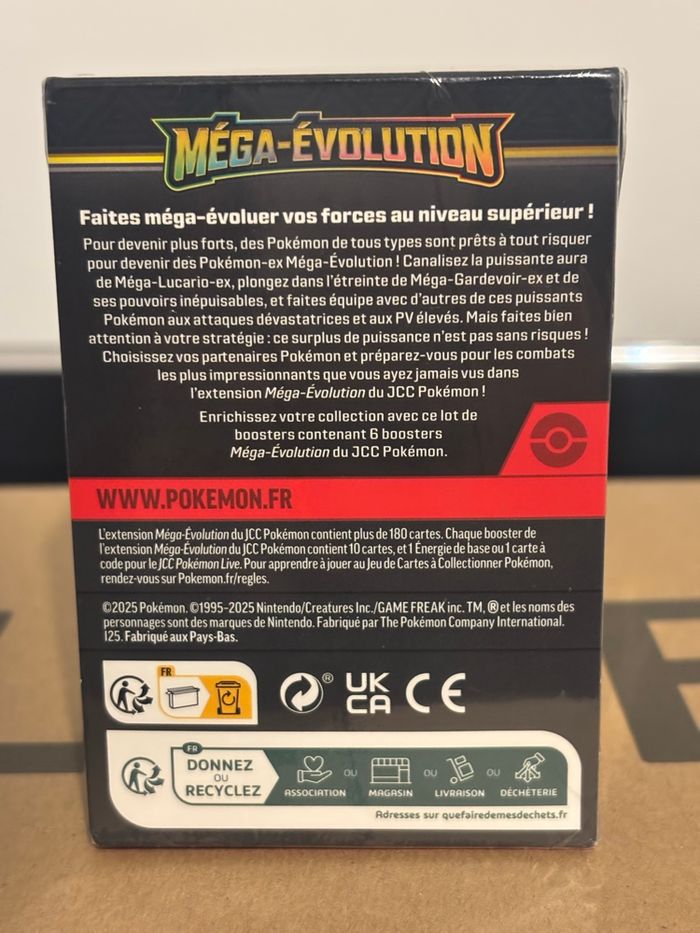 MÉGA-ÉVOLUTION
Faites méga-évoluer vos forces au niveau supérieur !
Pour devenir plus forts, des Pokémon de tous types sont prêts à tout risquer
pour devenir des Pokémon-ex Méga-Évolution ! Canalisez la puissante aura
de Méga-Lucario-ex, plongez dans l'étreinte de Méga-Gardevoir-ex et de
ses pouvoirs inépuisables, et faites équipe avec d'autres de ces puissants
Pokémon aux attaques dévastatrices et aux PV élevés. Mais faites bien
attention à votre stratégie : ce surplus de puissance n'est pas sans risques !
Choisissez vos partenaires Pokémon et préparez-vous pour les combats
les plus impressionnants que vous ayez jamais vus dans
l'extension Méga-Évolution du JCC Pokémon !
Enrichissez votre collection avec ce lot de
boosters contenant 6 boosters
Méga-Évolution du JCC Pokémon.
WWW.POKEMON.FR
L'extension Méga-Évolution du JCC Pokémon contient plus de 180 cartes. Chaque booster de
l'extension Méga-Évolution du JCC Pokémon contient 10 cartes, et 1 Énergie de base ou 1 carte à
code pour le JCC Pokémon Live. Pour apprendre à jouer au Jeu de Cartes à Collectionner Pokémon,
rendez-vous sur Pokemon.fr/regles.
©2025 Pokémon. ©1995-2025 Nintendo/Creatures Inc./GAME FREAK inc. TM, ® et les noms des
personnages sont des marques de Nintendo. Fabriqué par The Pokémon Company International.
125. Fabriqué aux Pays-Bas.
FR
®
UK
CA
CE
FR
DONNEZ
OU
RECYCLEZ
ASSOCIATION OU MAGASIN OU LIVRAISON OU DÉCHÈTERIE
Adresses sur quefairedemesdechets.fr